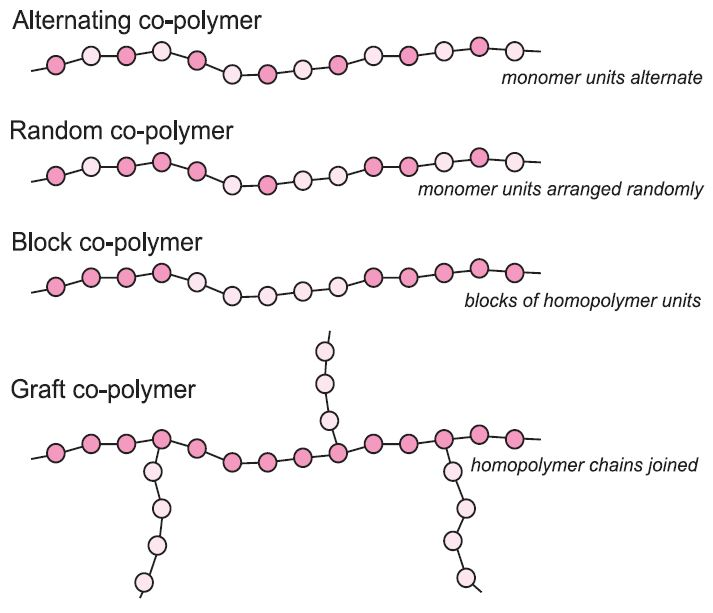 Alternating co-polymer
monomer units alternate
Random co-polymer
monomer units arranged randomly
Block co-polymer
blocks of homopolymer units
Graft co-polymer
homopolymer chains joined